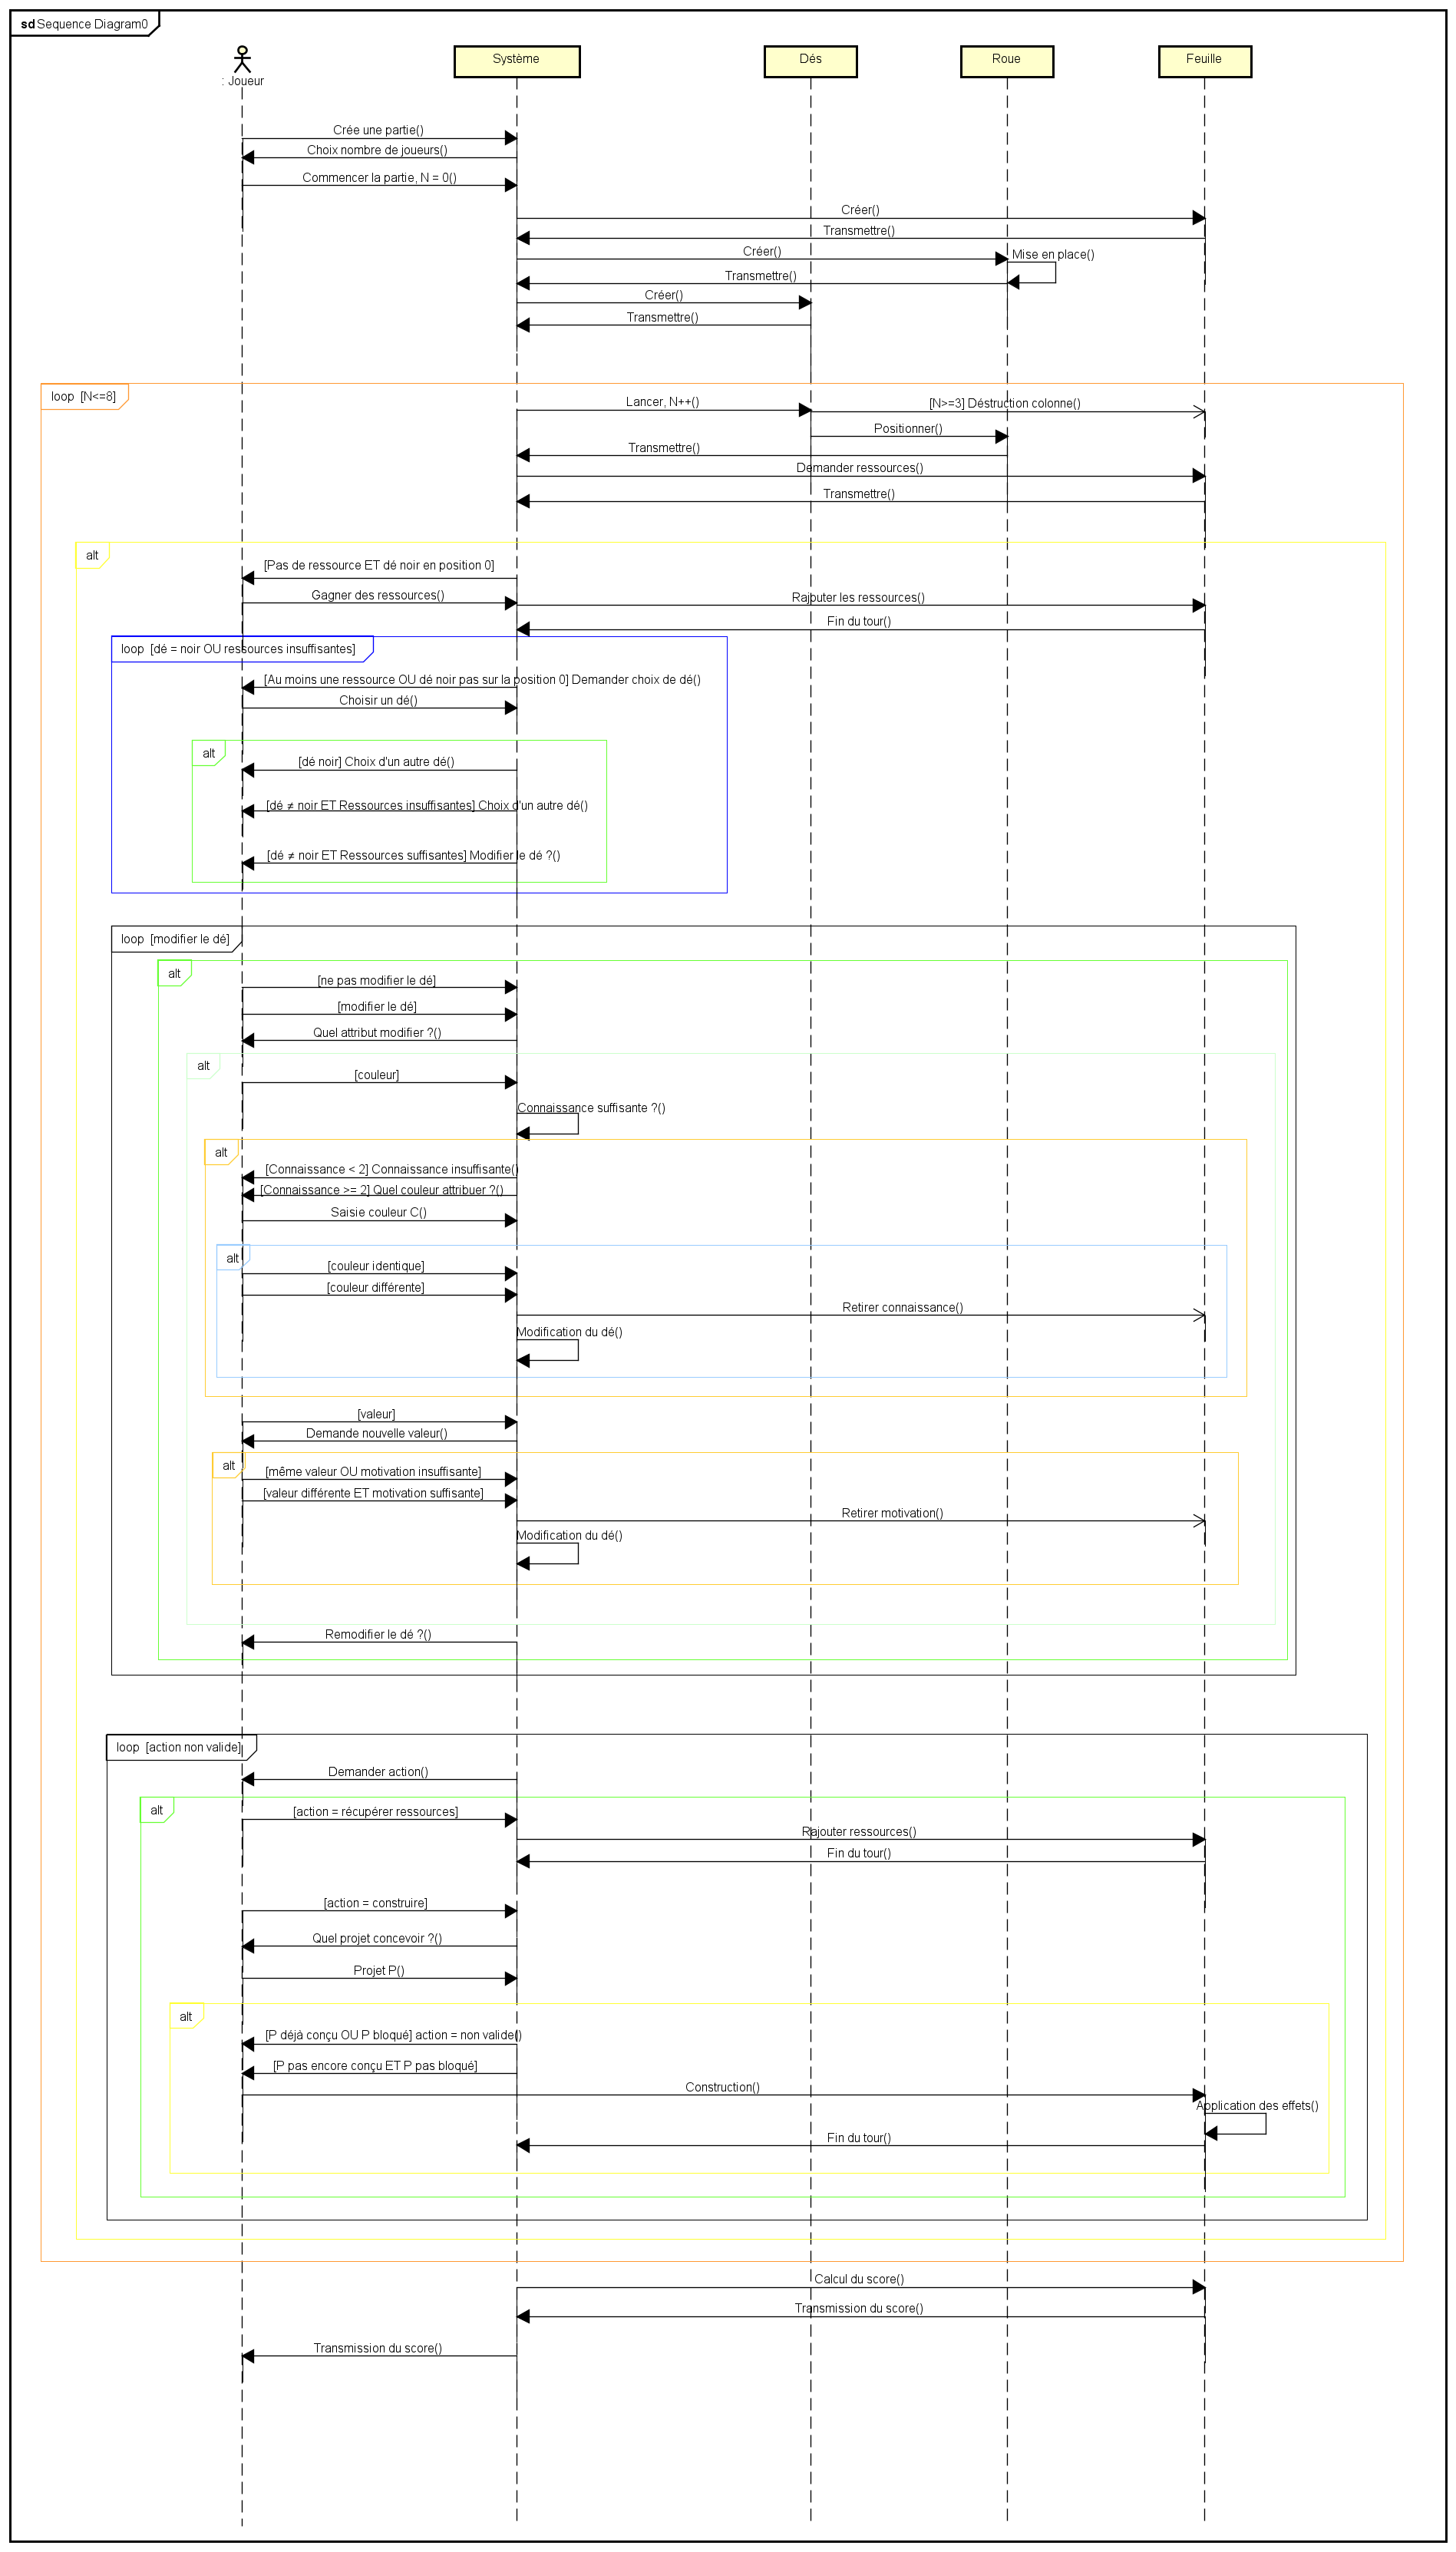 sd Sequence Diagram0
: Joueur
Système
Dés
Roue
Feuille
Crée une partie()
Choix nombre de joueurs()
Commencer la partie, N = 0()
Créer()
Transmettre()
Créer()
Mise en place()
Transmettre()
Créer()
Transmettre()
loop [N<=8]
Lancer, N++()
[N>=3] Déstruction colonne()
Positionner()
Transmettre()
Demander ressources()
Transmettre()
alt
[Pas de ressource ET dé noir en position 0]
Gagner des ressources()
Rajouter les ressources()
Fin du tour()
loop [dé = noir OU ressources insuffisantes]
[Au moins une ressource OU dé noir pas sur la position 0] Demander choix de dé()
Choisir un dé()
alt
[dé noir] Choix d'un autre dé()
[dé ≠ noir ET Ressources insuffisantes] Choix d'un autre dé()
[dé ≠ noir ET Ressources suffisantes] Modifier le dé ?()
loop [modifier le dé]
alt
[ne pas modifier le dé]
[modifier le dé]
Quel attribut modifier ?()
alt
[couleur]
Connaissance suffisante ?()
alt
[Connaissance < 2] Connaissance insuffisante()
[Connaissance >= 2] Quel couleur attribuer ?()
Saisie couleur C()
alt
[couleur identique]
[couleur différente]
Retirer connaissance()
Modification du dé()
[valeur]
Demande nouvelle valeur()
alt
[même valeur OU motivation insuffisante]
[valeur différente ET motivation suffisante]
Retirer motivation()
Modification du dé()
Remodifier le dé ?()
loop [action non valide]
Demander action()
alt
[action = récupérer ressources]
Rajouter ressources()
Fin du tour()
[action = construire]
Quel projet concevoir ?()
Projet P()
alt
[P déjà conçu OU P bloqué] action = non valide()
[P pas encore conçu ET P pas bloqué]
Construction()
Application des effets()
Fin du tour()
Calcul du score()
Transmission du score()
Transmission du score()